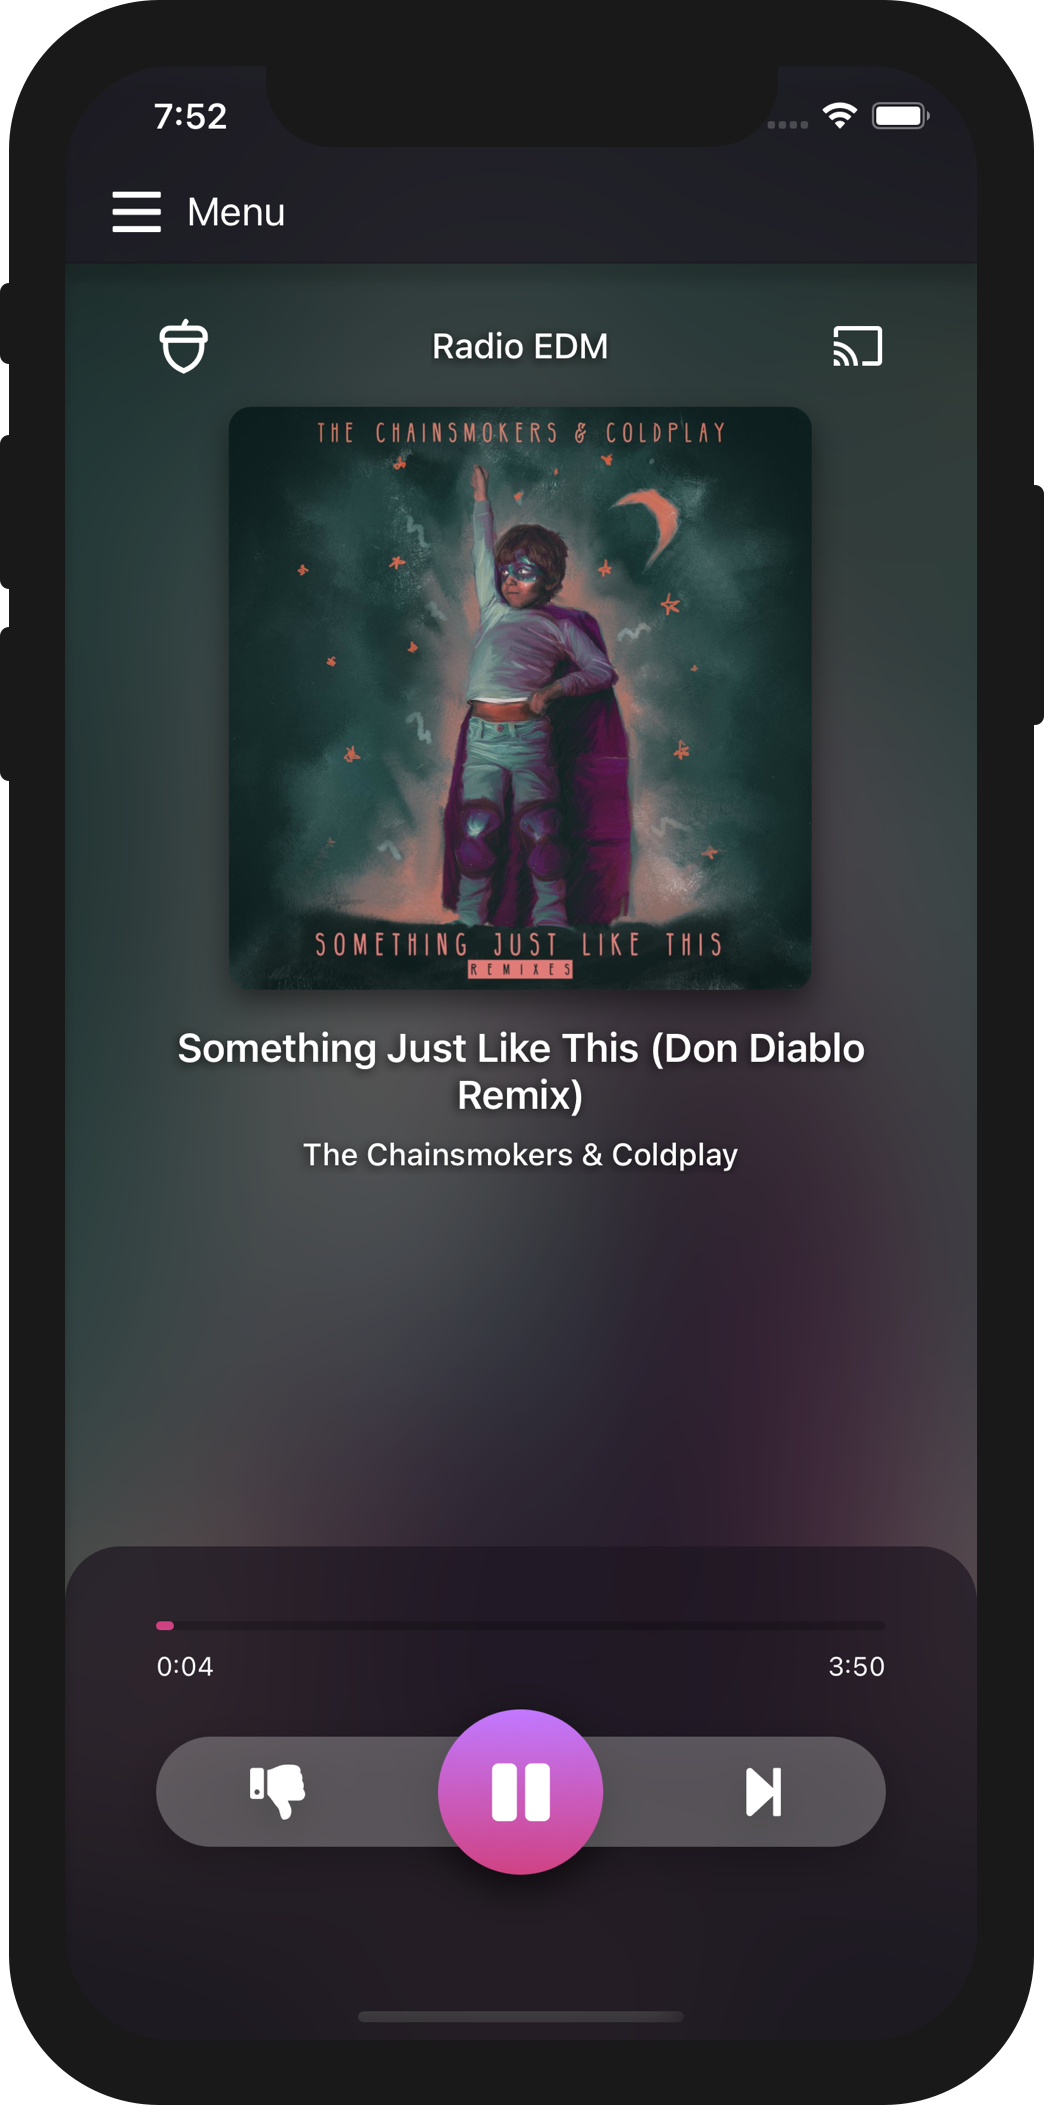 7:52
Menu
Radio EDM
THE CHAINSMOKERS & COLDPLAY
SOMETHING JUST LIKE THIS
REMIXES
Something Just Like This (Don Diablo
Remix)
The Chainsmokers & Coldplay
0:04 3:50